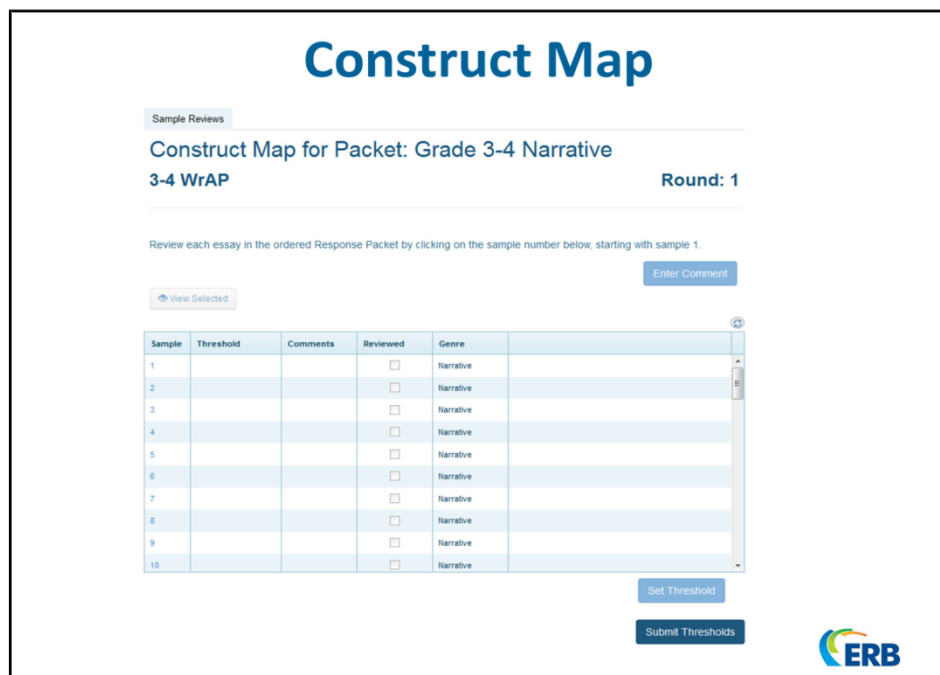 Construct Map
Sample Reviews
Construct Map for Packet: Grade 3-4 Narrative
3-4 WrAP Round: 1
Review each essay in the ordered Response Packet by clicking on the sample number below, starting with sample 1.
Enter Comment
View Selected
Sample Threshold Comments Reviewed Genre
1 Narrative
2 Narrative
3 Narrative
4 Narrative
5 Narrative
6 Narrative
7 Narrative
8 Narrative
9 Narrative
10 Narrative
Set Threshold
Submit Thresholds
ERB